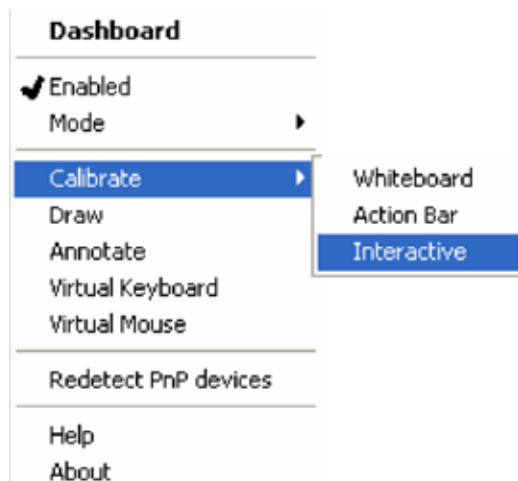 Dashboard
Enabled
Mode
Calibrate
Draw
Annotate
Virtual Keyboard
Virtual Mouse
Redetect PnP devices
Help
About
Whiteboard
Action Bar
Interactive